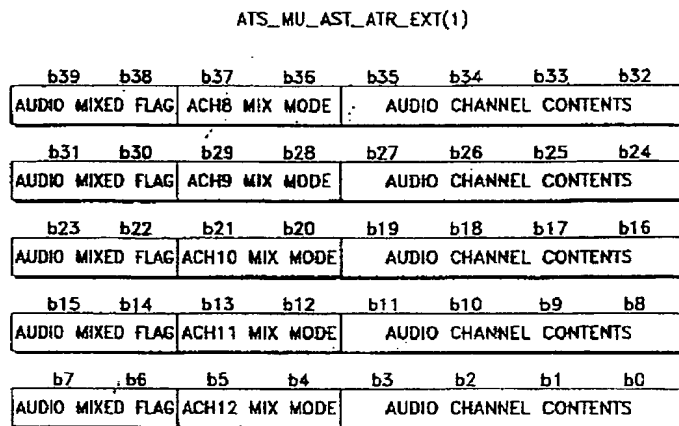 ATS_MU_AST_ATR_EXT(1)
b39 b38 b37 b36 b35 b34 b33 b32
AUDIO MIXED FLAG ACH8 MIX MODE AUDIO CHANNEL CONTENTS
b31 b30 b29 b28 b27 b26 b25 b24
AUDIO MIXED FLAG ACH9 MIX MODE AUDIO CHANNEL CONTENTS
b23 b22 b21 b20 b19 b18 b17 b16
AUDIO MIXED FLAG ACH10 MIX MODE AUDIO CHANNEL CONTENTS
b15 b14 b13 b12 b11 b10 b9 b8
AUDIO MIXED FLAG ACH11 MIX MODE AUDIO CHANNEL CONTENTS
b7 b6 b5 b4 b3 b2 b1 b0
AUDIO MIXED FLAG ACH12 MIX MODE AUDIO CHANNEL CONTENTS